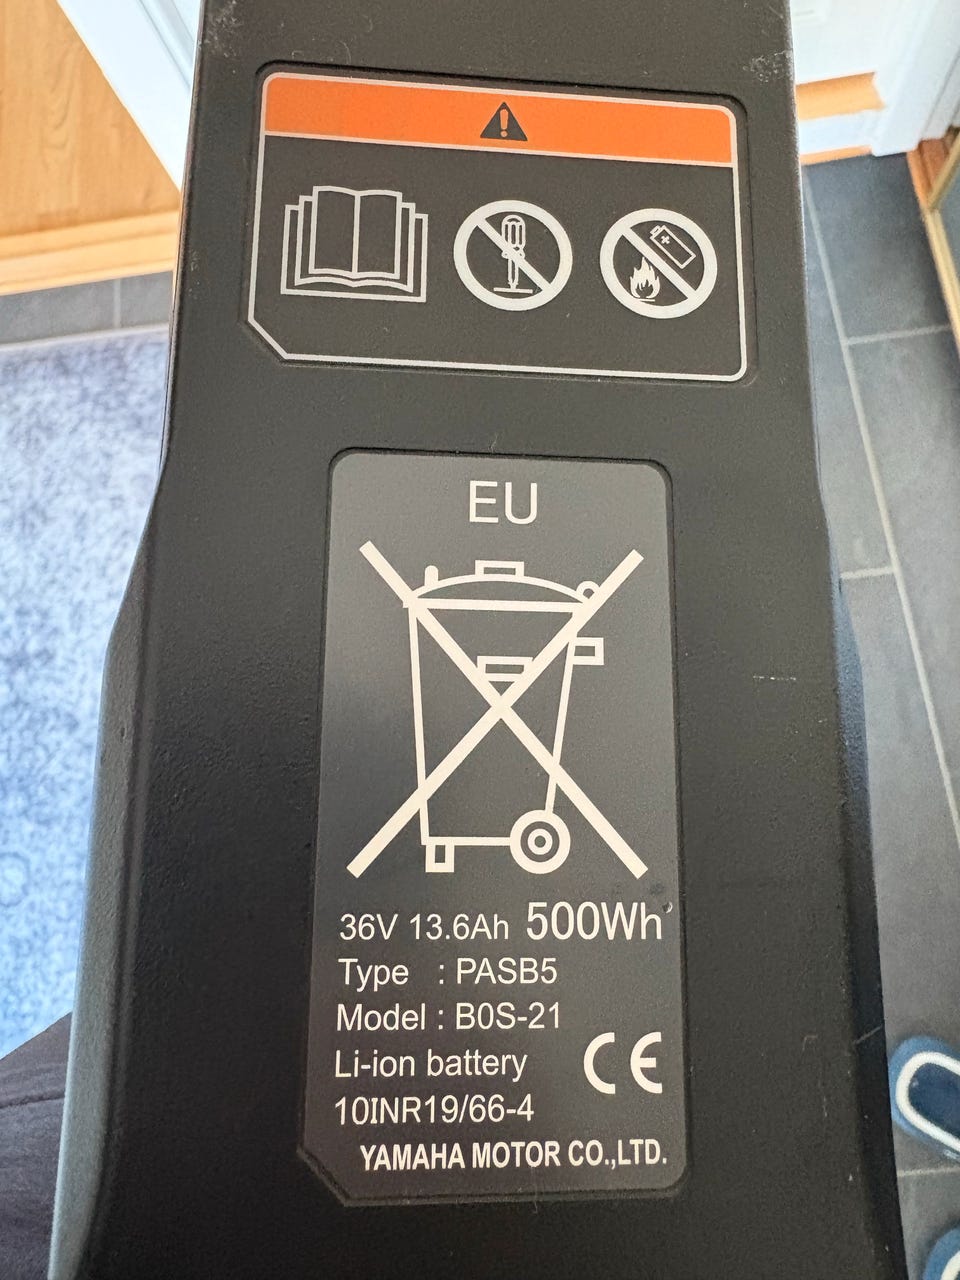 EU
36V 13.6Ah 500Wh
Type : PASB5
Model : B0S-21
Li-ion battery
CE
10INR19/66-4
YAMAHA MOTOR CO.,LTD.